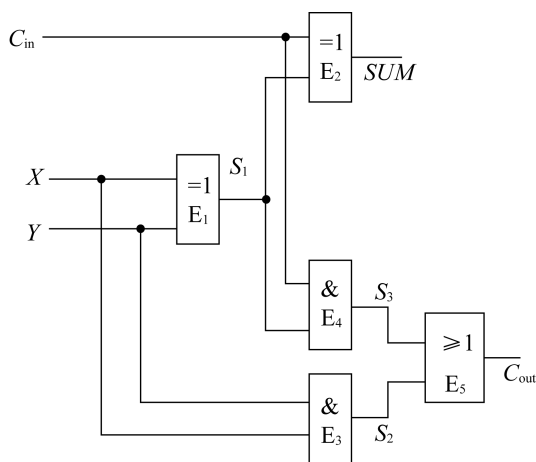 C_in
=1
E₂
SUM
X
=1
E₁
S₁
Y
&
E₄
S₃
≥1
E₅
C_out
&
E₃
S₂